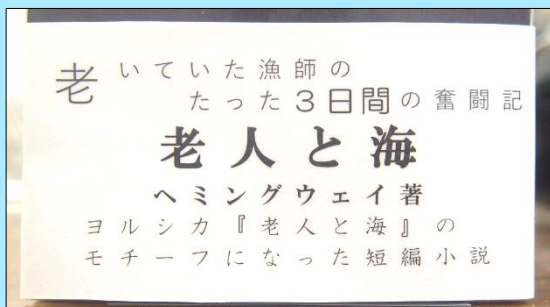 老いていた漁師の
たった3日間の奮闘記
老人と海
ヘミングウェイ著
ヨルシカ『老人と海』の
モチーフになった短編小説